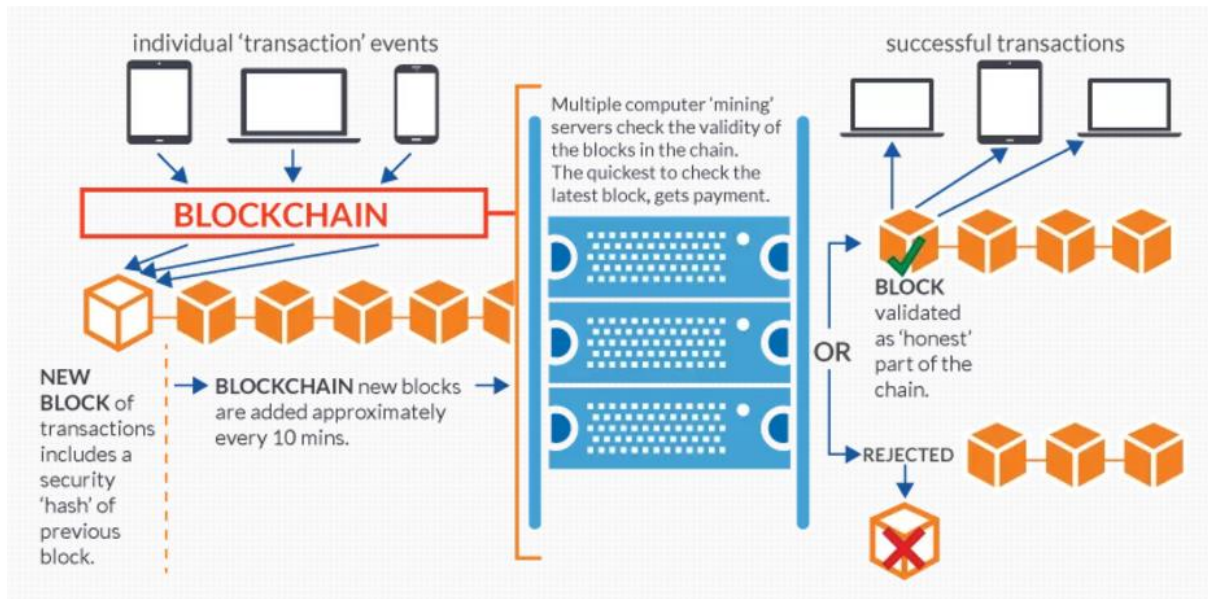 individual ‘transaction’ events
BLOCKCHAIN
NEW
BLOCK of
transactions
includes a
security
‘hash’ of
previous
block.
BLOCKCHAIN new blocks
are added approximately
every 10 mins.
Multiple computer ‘mining’
servers check the validity of
the blocks in the chain.
The quickest to check the
latest block, gets payment.
OR
successful transactions
BLOCK
validated
as ‘honest’
part of the
chain.
REJECTED